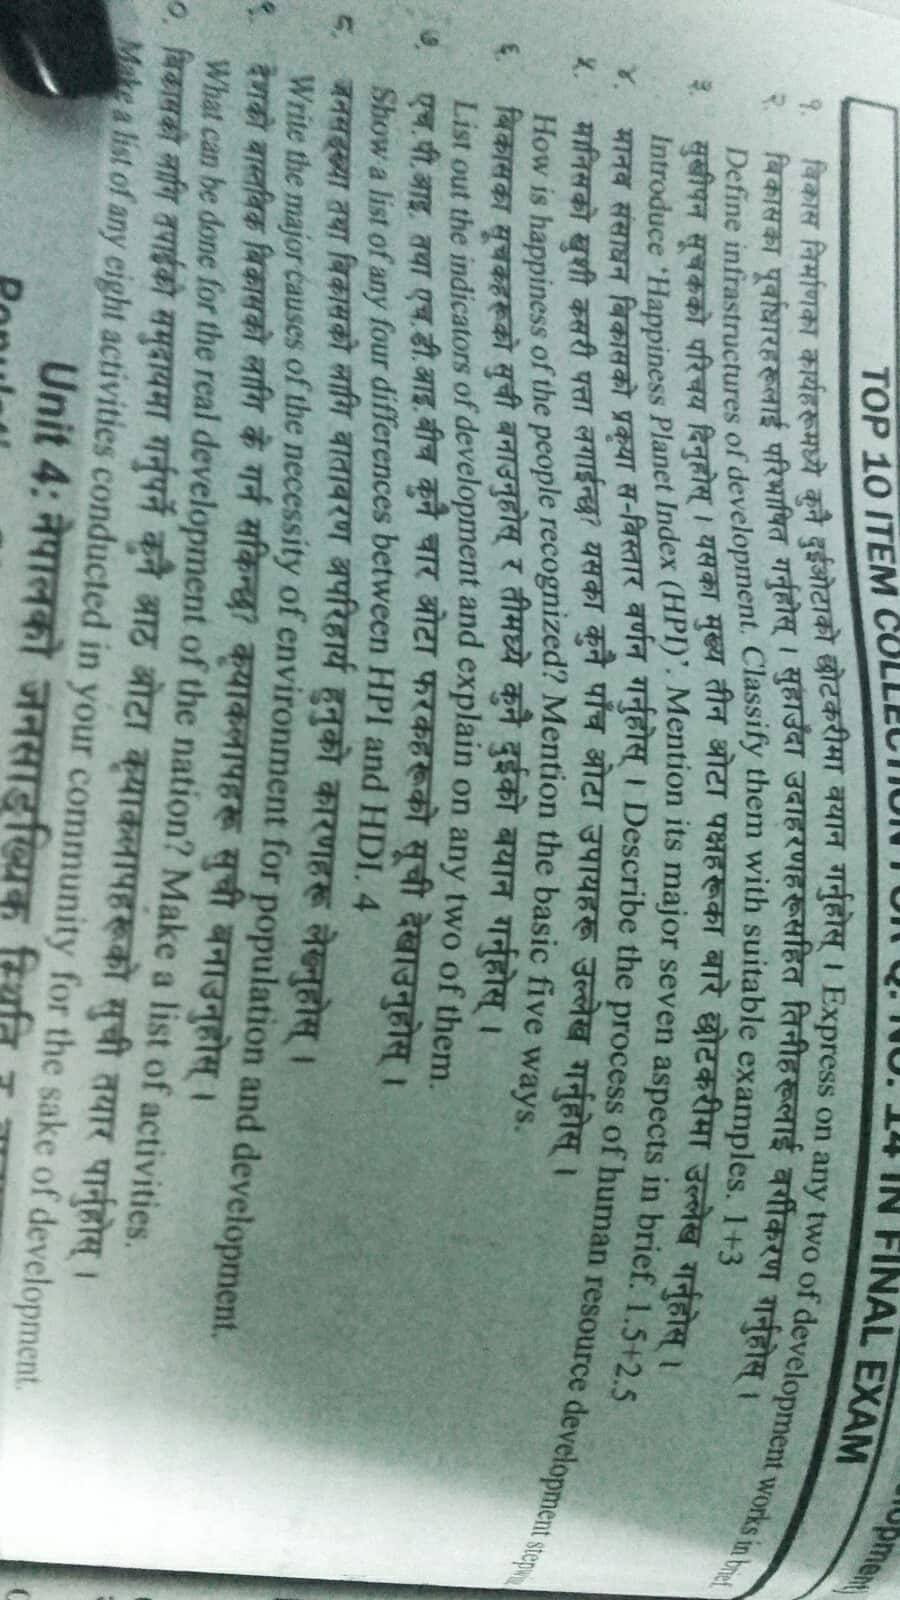 TOP 10 ITEM COLLECTION FOR Q. NO. 14 IN FINAL EXAM
१. विकास निर्माणका कार्यहरूमध्ये कुनै दुईओटाको छोटकरीमा बयान गर्नुहोस् । Express on any two of development works in brief.
२. विकासका पूर्वाधारहरूलाई परिभाषित गर्नुहोस् । सुहाउँदा उदाहरणहरूसहित तिनीहरूलाई वर्गीकरण गर्नुहोस् ।
Define infrastructures of development. Classify them with suitable examples. 1+3
३. सुखीपन सूचकको परिचय दिनुहोस् । यसका मुख्य तीन ओटा पक्षहरूका बारे छोटकरीमा उल्लेख गर्नुहोस् ।
Introduce 'Happiness Planet Index (HPI)'. Mention its major seven aspects in brief. 1.5+2.5
४. मानव संसाधन विकासको प्रकृया स-विस्तार वर्णन गर्नुहोस् । Describe the process of human resource development
५. मानिसको खुसी कसरी पत्ता लगाईन्छ? यसका कुनै पाँच ओटा उपायहरू उल्लेख गर्नुहोस् ।
How is happiness of the people recognized? Mention the basic five ways.
६. विकासका सूचकहरूको सुची बनाउनुहोस् र तीमध्ये कुनै दुईको बयान गर्नुहोस् ।
List out the indicators of development and explain on any two of them.
७. एच.पी.आइ. तथा एच.डी.आइ. बीच कुनै चार ओटा फरकहरूको सूची देखाउनुहोस् ।
Show a list of any four differences between HPI and HDI. 4
८. जनसङ्ख्या तथा विकासको लागि वातावरण अपरिहार्य हुनुको कारणहरू लेख्नुहोस् ।
Write the major causes of the necessity of environment for population and development.
९. देशको वास्तविक विकासको लागि के गर्न सकिन्छ? कृयाकलापहरू सुची बनाउनुहोस् ।
What can be done for the real development of the nation? Make a list of activities.
०. विकासको लागि तपाईको समुदायमा गर्नुपर्ने कुनै आठ ओटा कृयाकलापहरूको सुची तयार पार्नुहोस् ।
Make a list of any eight activities conducted in your community for the sake of development.
Unit 4: नेपालको जनसाङ्ख्यिक स्थिति र